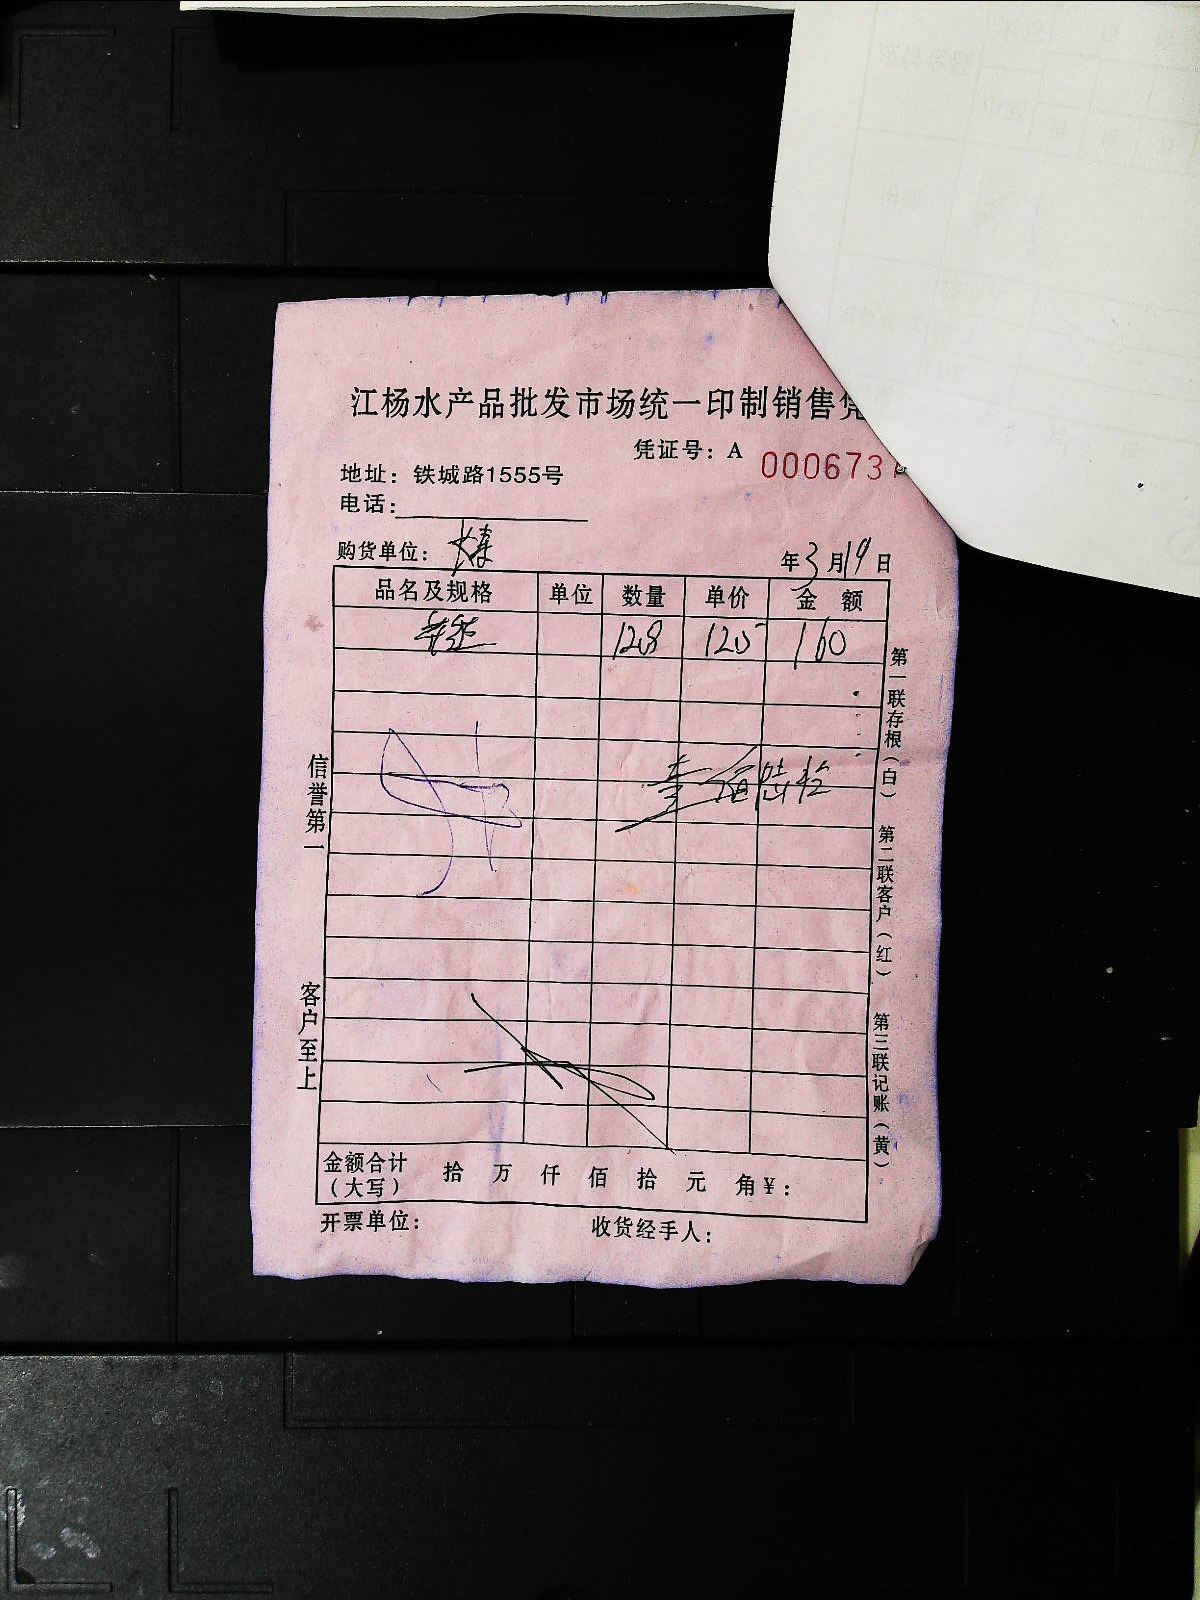 江杨水产品批发市场统一印制销售凭
凭证号：A 000673
地址：铁城路1555号
电话：
购货单位：
年3月19日
品名及规格 单位 数量 单价 金 额
128 125 160
壹佰陆拾
信誉第一
客户至上
第一联存根（白）
第二联客户（红）
第三联记账（黄）
金额合计（大写） 拾 万 仟 佰 拾 元 角￥：
开票单位： 收货经手人：